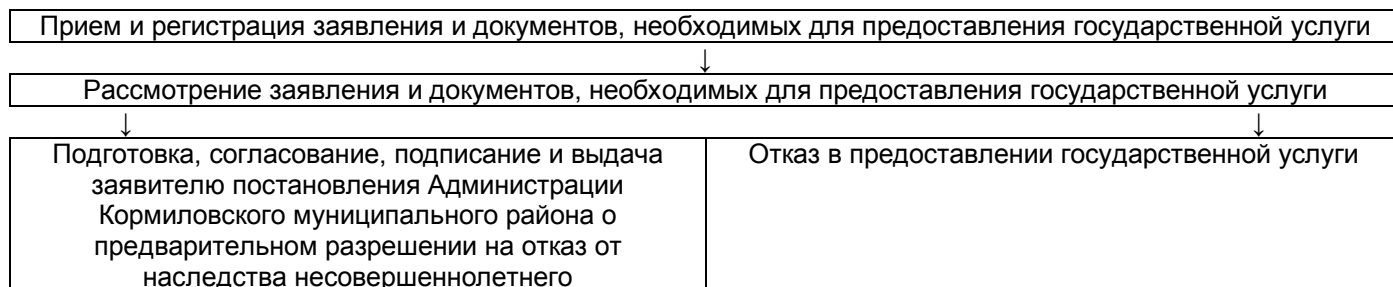 Прием и регистрация заявления и документов, необходимых для предоставления государственной услуги
↓
Рассмотрение заявления и документов, необходимых для предоставления государственной услуги
↓ ↓
Подготовка, согласование, подписание и выдача
заявителю постановления Администрации
Кормиловского муниципального района о
предварительном разрешении на отказ от
наследства несовершеннолетнего
Отказ в предоставлении государственной услуги